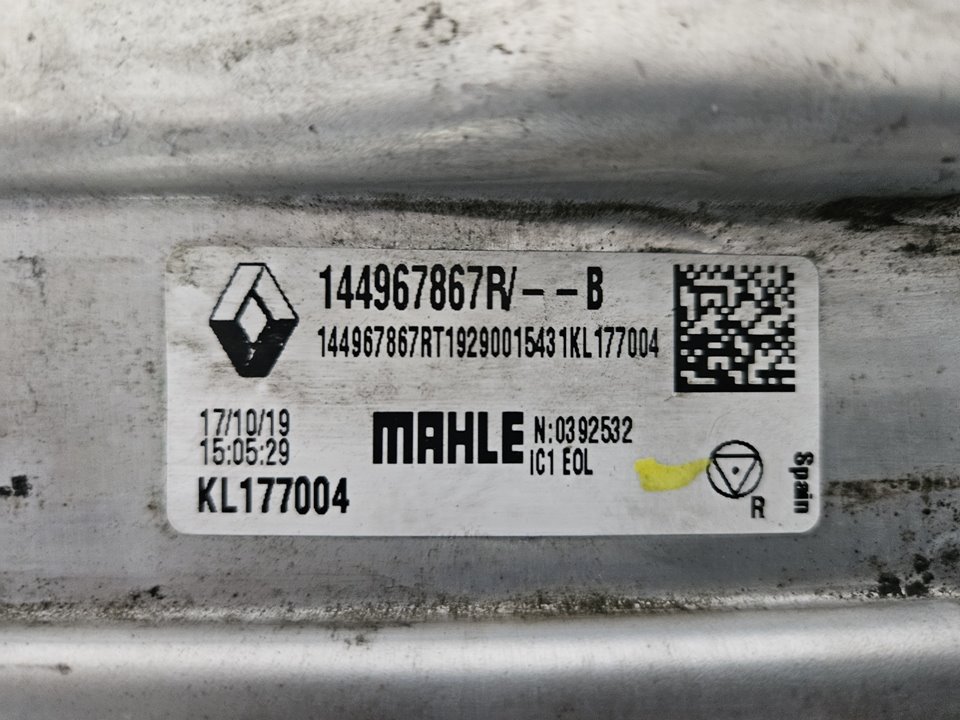 144967867R/--B
144967867RT19290015431KL177004
17/10/19
15:05:29
MAHLE
N:0392532
IC1 EOL
KL177004
R
Spain